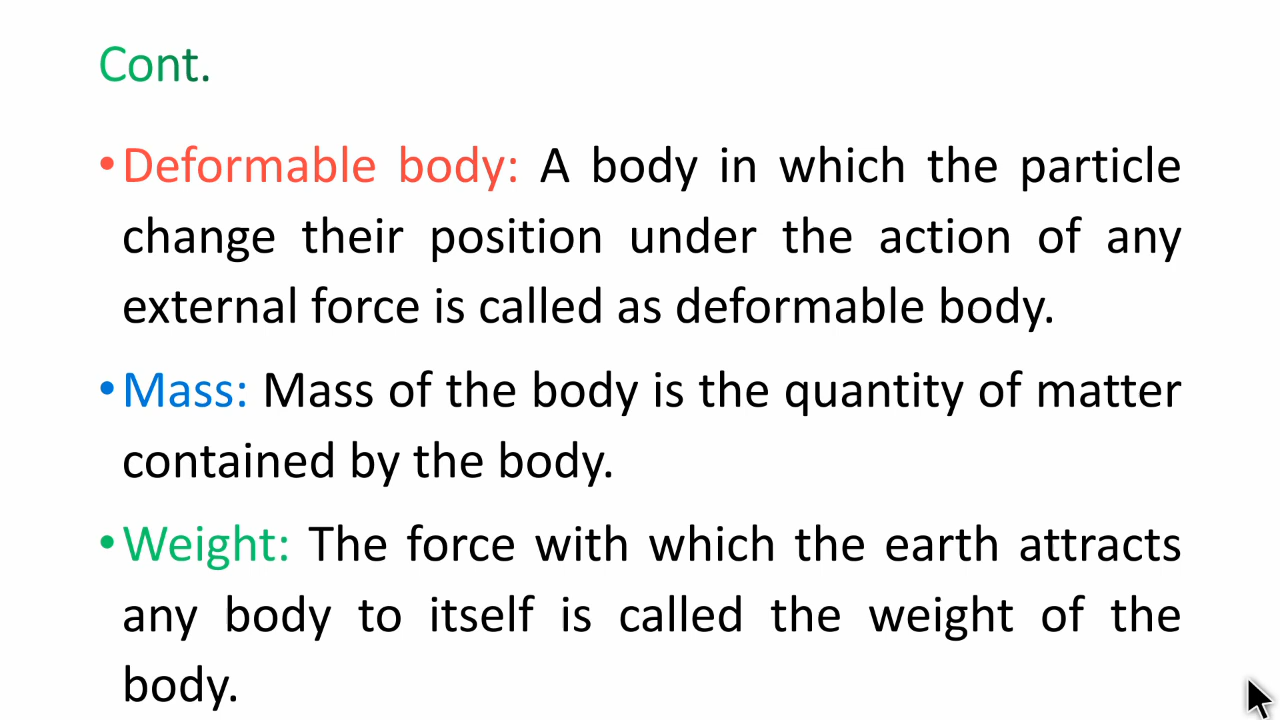 Cont.
•Deformable body: A body in which the particle
change their position under the action of any
external force is called as deformable body.
•Mass: Mass of the body is the quantity of matter
contained by the body.
•Weight: The force with which the earth attracts
any body to itself is called the weight of the
body.